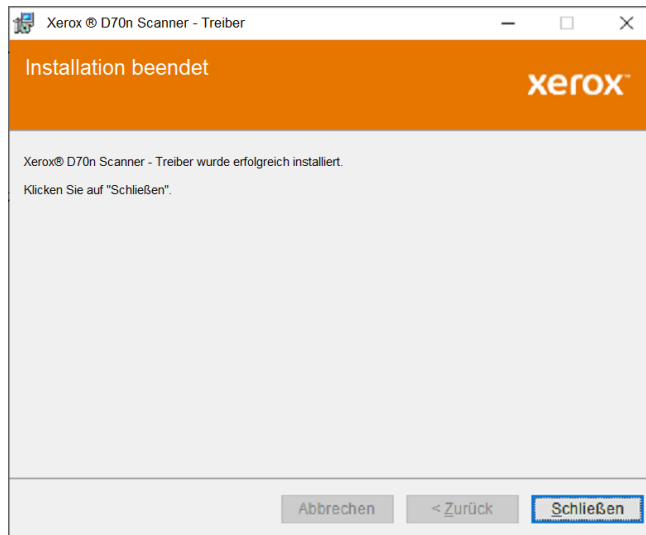 Xerox ® D70n Scanner - Treiber
Installation beendet
xerox™
Xerox® D70n Scanner - Treiber wurde erfolgreich installiert.
Klicken Sie auf "Schließen".
Abbrechen
< Zurück
Schließen